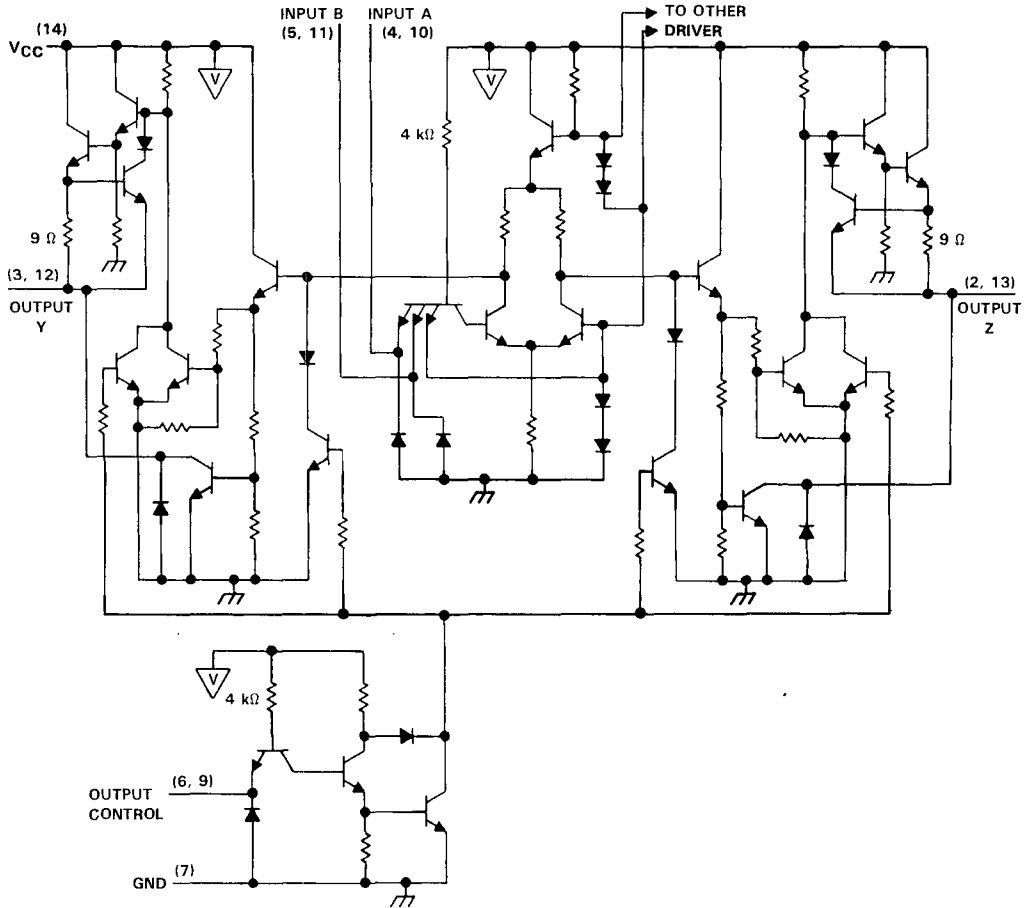 VCC (14)
INPUT B
(5, 11)
INPUT A
(4, 10)
TO OTHER
DRIVER
V
V
4 kΩ
9 Ω
9 Ω
(3, 12)
OUTPUT
Y
(2, 13)
OUTPUT
Z
V
4 kΩ
OUTPUT
CONTROL
(6, 9)
GND (7)